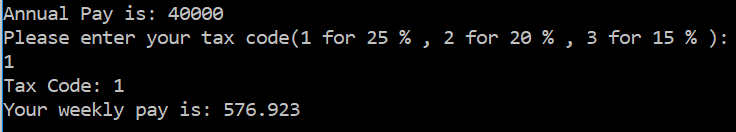 Annual Pay is: 40000
Please enter your tax code(1 for 25 % , 2 for 20 % , 3 for 15 % ):
1
Tax Code: 1
Your weekly pay is: 576.923